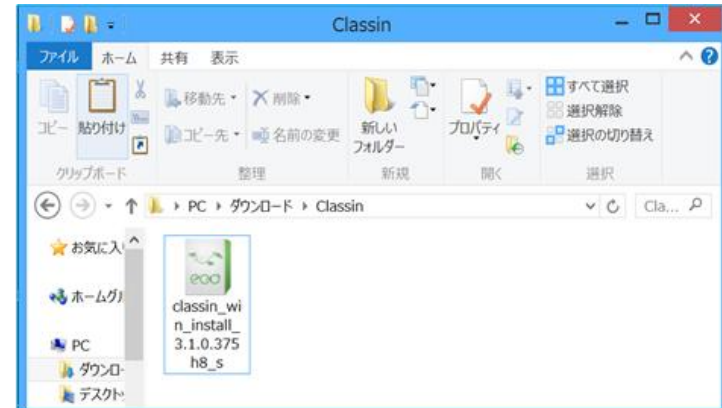 Classin
ファイル ホーム 共有 表示
コピー 貼り付け 移動先 削除 コピー先 名前の変更 新しいフォルダー プロパティ すべて選択 選択解除 選択の切り替え
クリップボード 整理 新規 開く 選択
PC ダウンロード Classin Cla...
お気に入
ホームグル
PC
ダウンロー
デスクト
classin_wi
n_install_
3.1.0.375
h8_s